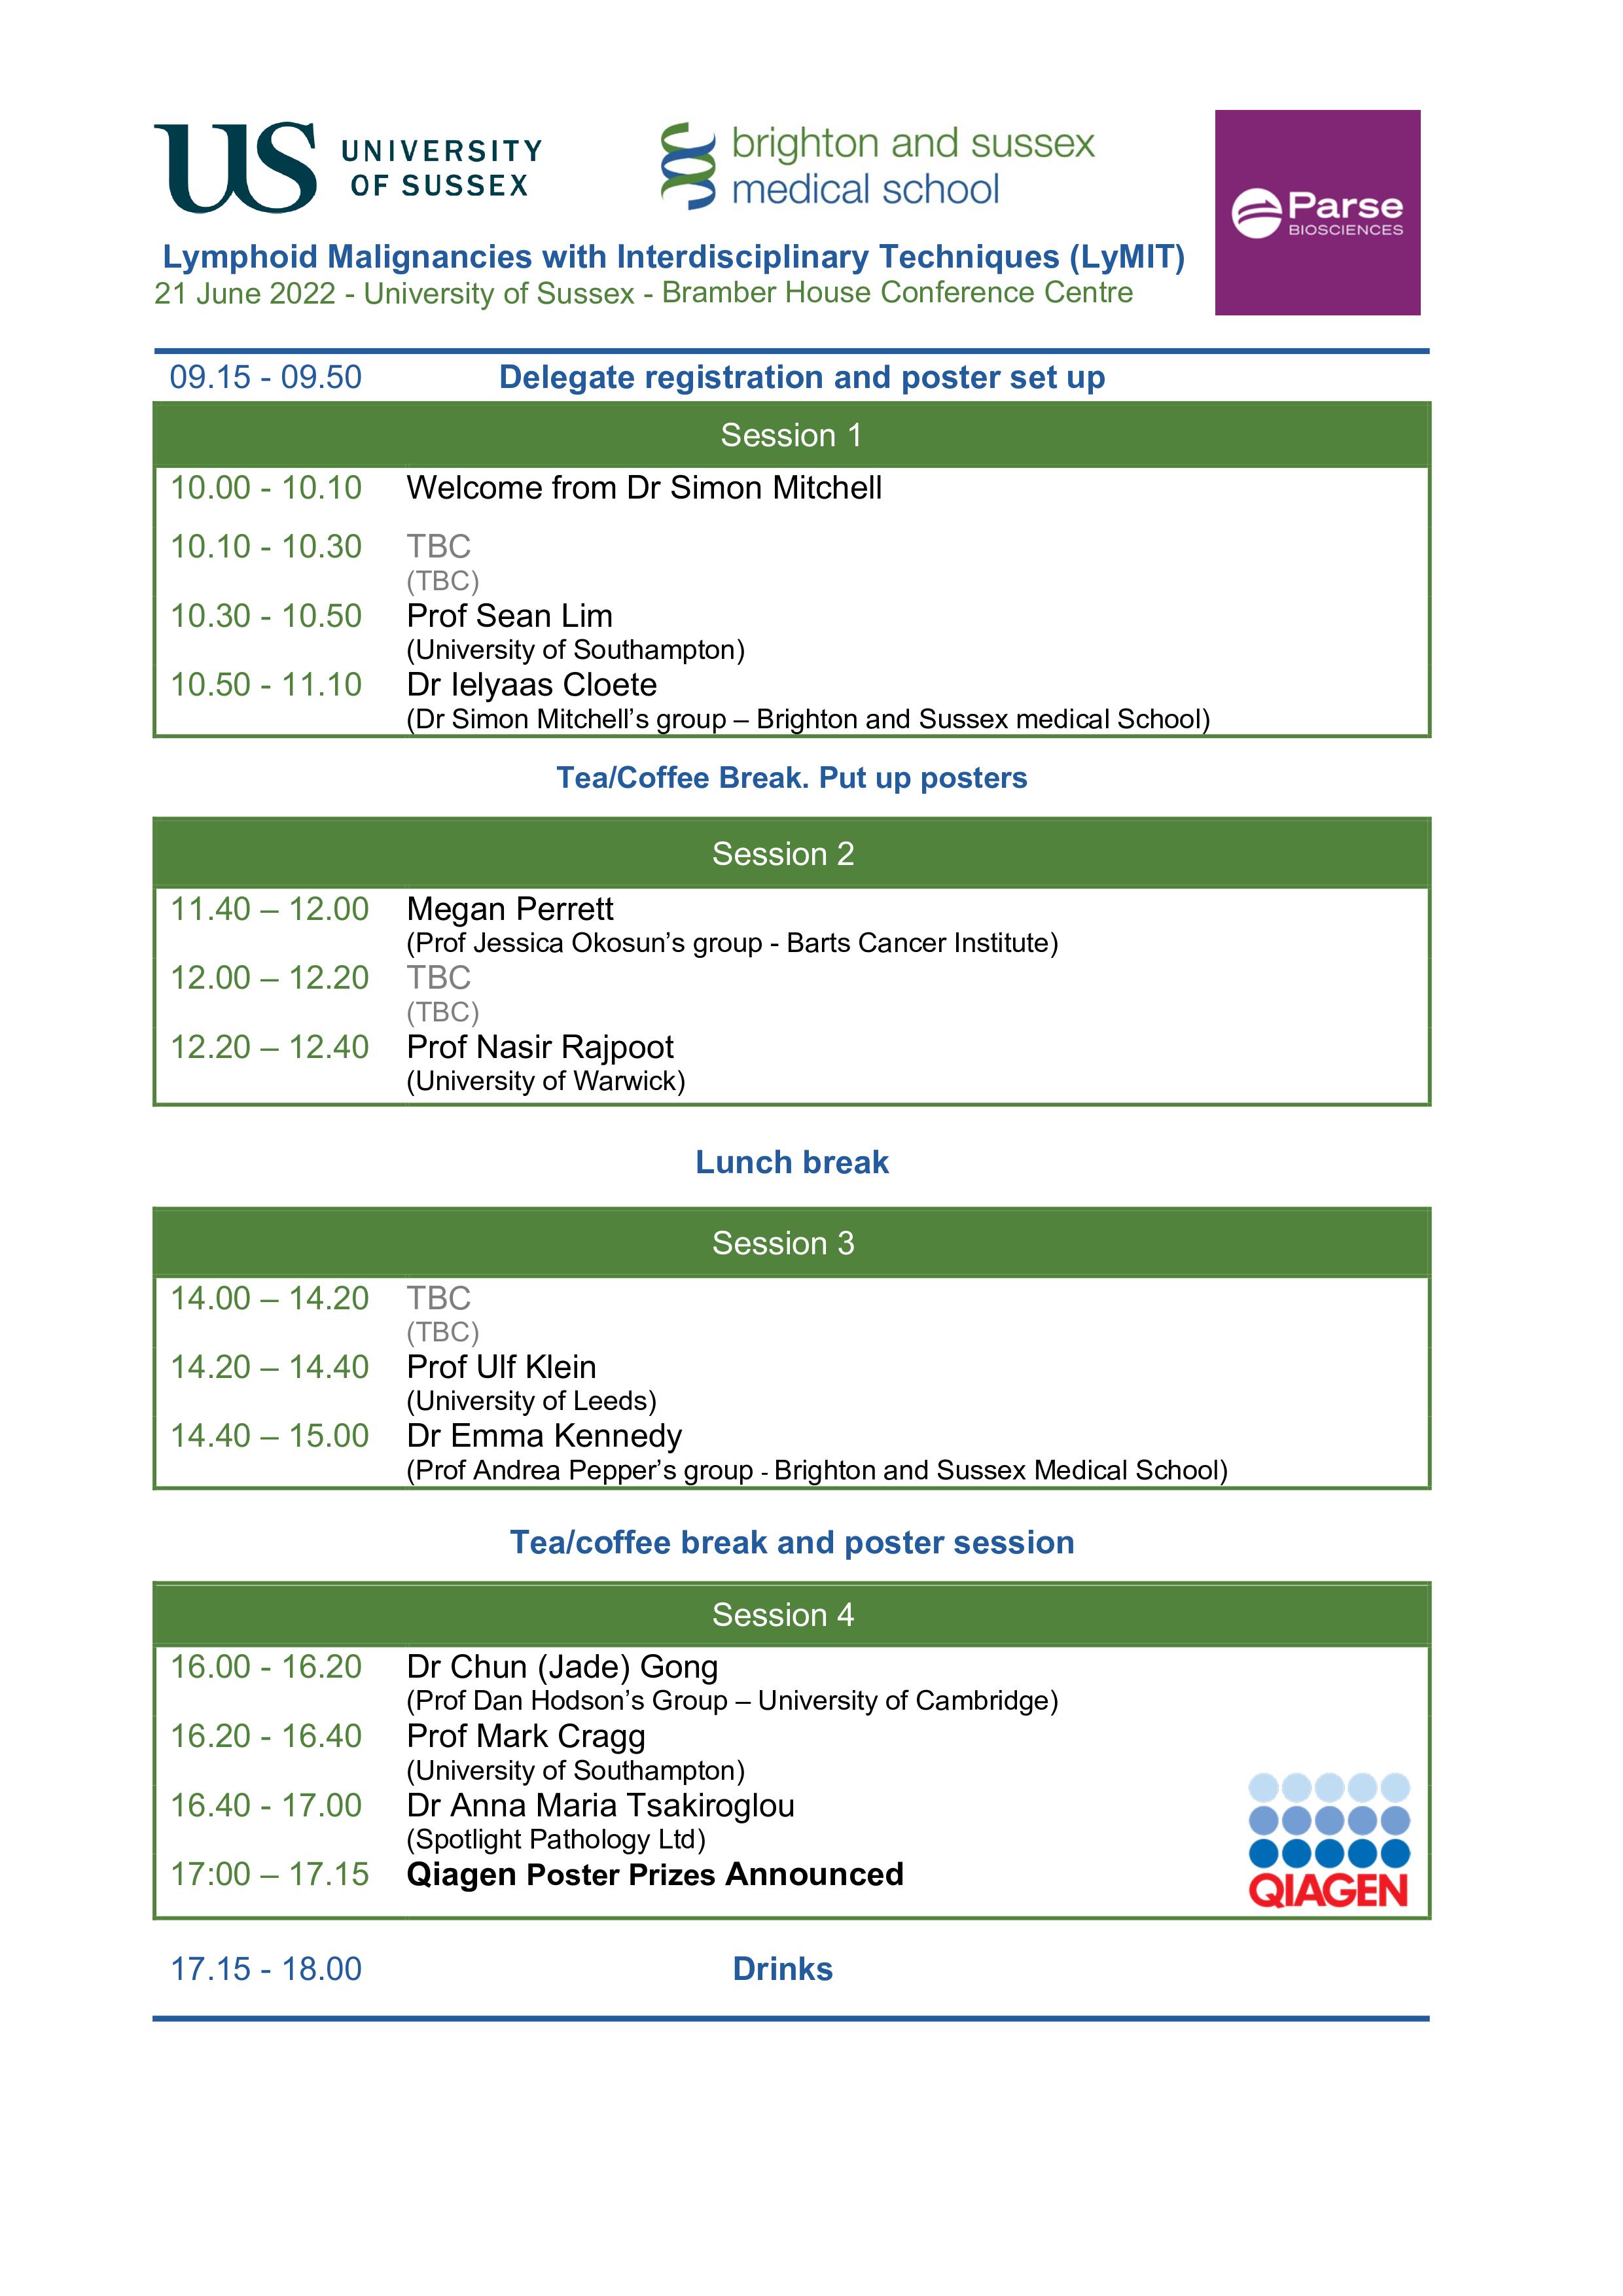 US UNIVERSITY
OF SUSSEX
brighton and sussex
medical school
Parse
BIOSCIENCES
Lymphoid Malignancies with Interdisciplinary Techniques (LyMIT)
21 June 2022 - University of Sussex - Bramber House Conference Centre
09.15 - 09.50 Delegate registration and poster set up
Session 1
10.00 - 10.10 Welcome from Dr Simon Mitchell
10.10 - 10.30 TBC
(TBC)
10.30 - 10.50 Prof Sean Lim
(University of Southampton)
10.50 - 11.10 Dr Ielyaas Cloete
(Dr Simon Mitchell’s group – Brighton and Sussex medical School)
Tea/Coffee Break. Put up posters
Session 2
11.40 – 12.00 Megan Perrett
(Prof Jessica Okosun’s group - Barts Cancer Institute)
12.00 – 12.20 TBC
(TBC)
12.20 – 12.40 Prof Nasir Rajpoot
(University of Warwick)
Lunch break
Session 3
14.00 – 14.20 TBC
(TBC)
14.20 – 14.40 Prof Ulf Klein
(University of Leeds)
14.40 – 15.00 Dr Emma Kennedy
(Prof Andrea Pepper’s group - Brighton and Sussex Medical School)
Tea/coffee break and poster session
Session 4
16.00 - 16.20 Dr Chun (Jade) Gong
(Prof Dan Hodson’s Group – University of Cambridge)
16.20 - 16.40 Prof Mark Cragg
(University of Southampton)
16.40 - 17.00 Dr Anna Maria Tsakiroglou
(Spotlight Pathology Ltd)
17:00 – 17.15 Qiagen Poster Prizes Announced
QIAGEN
17.15 - 18.00 Drinks